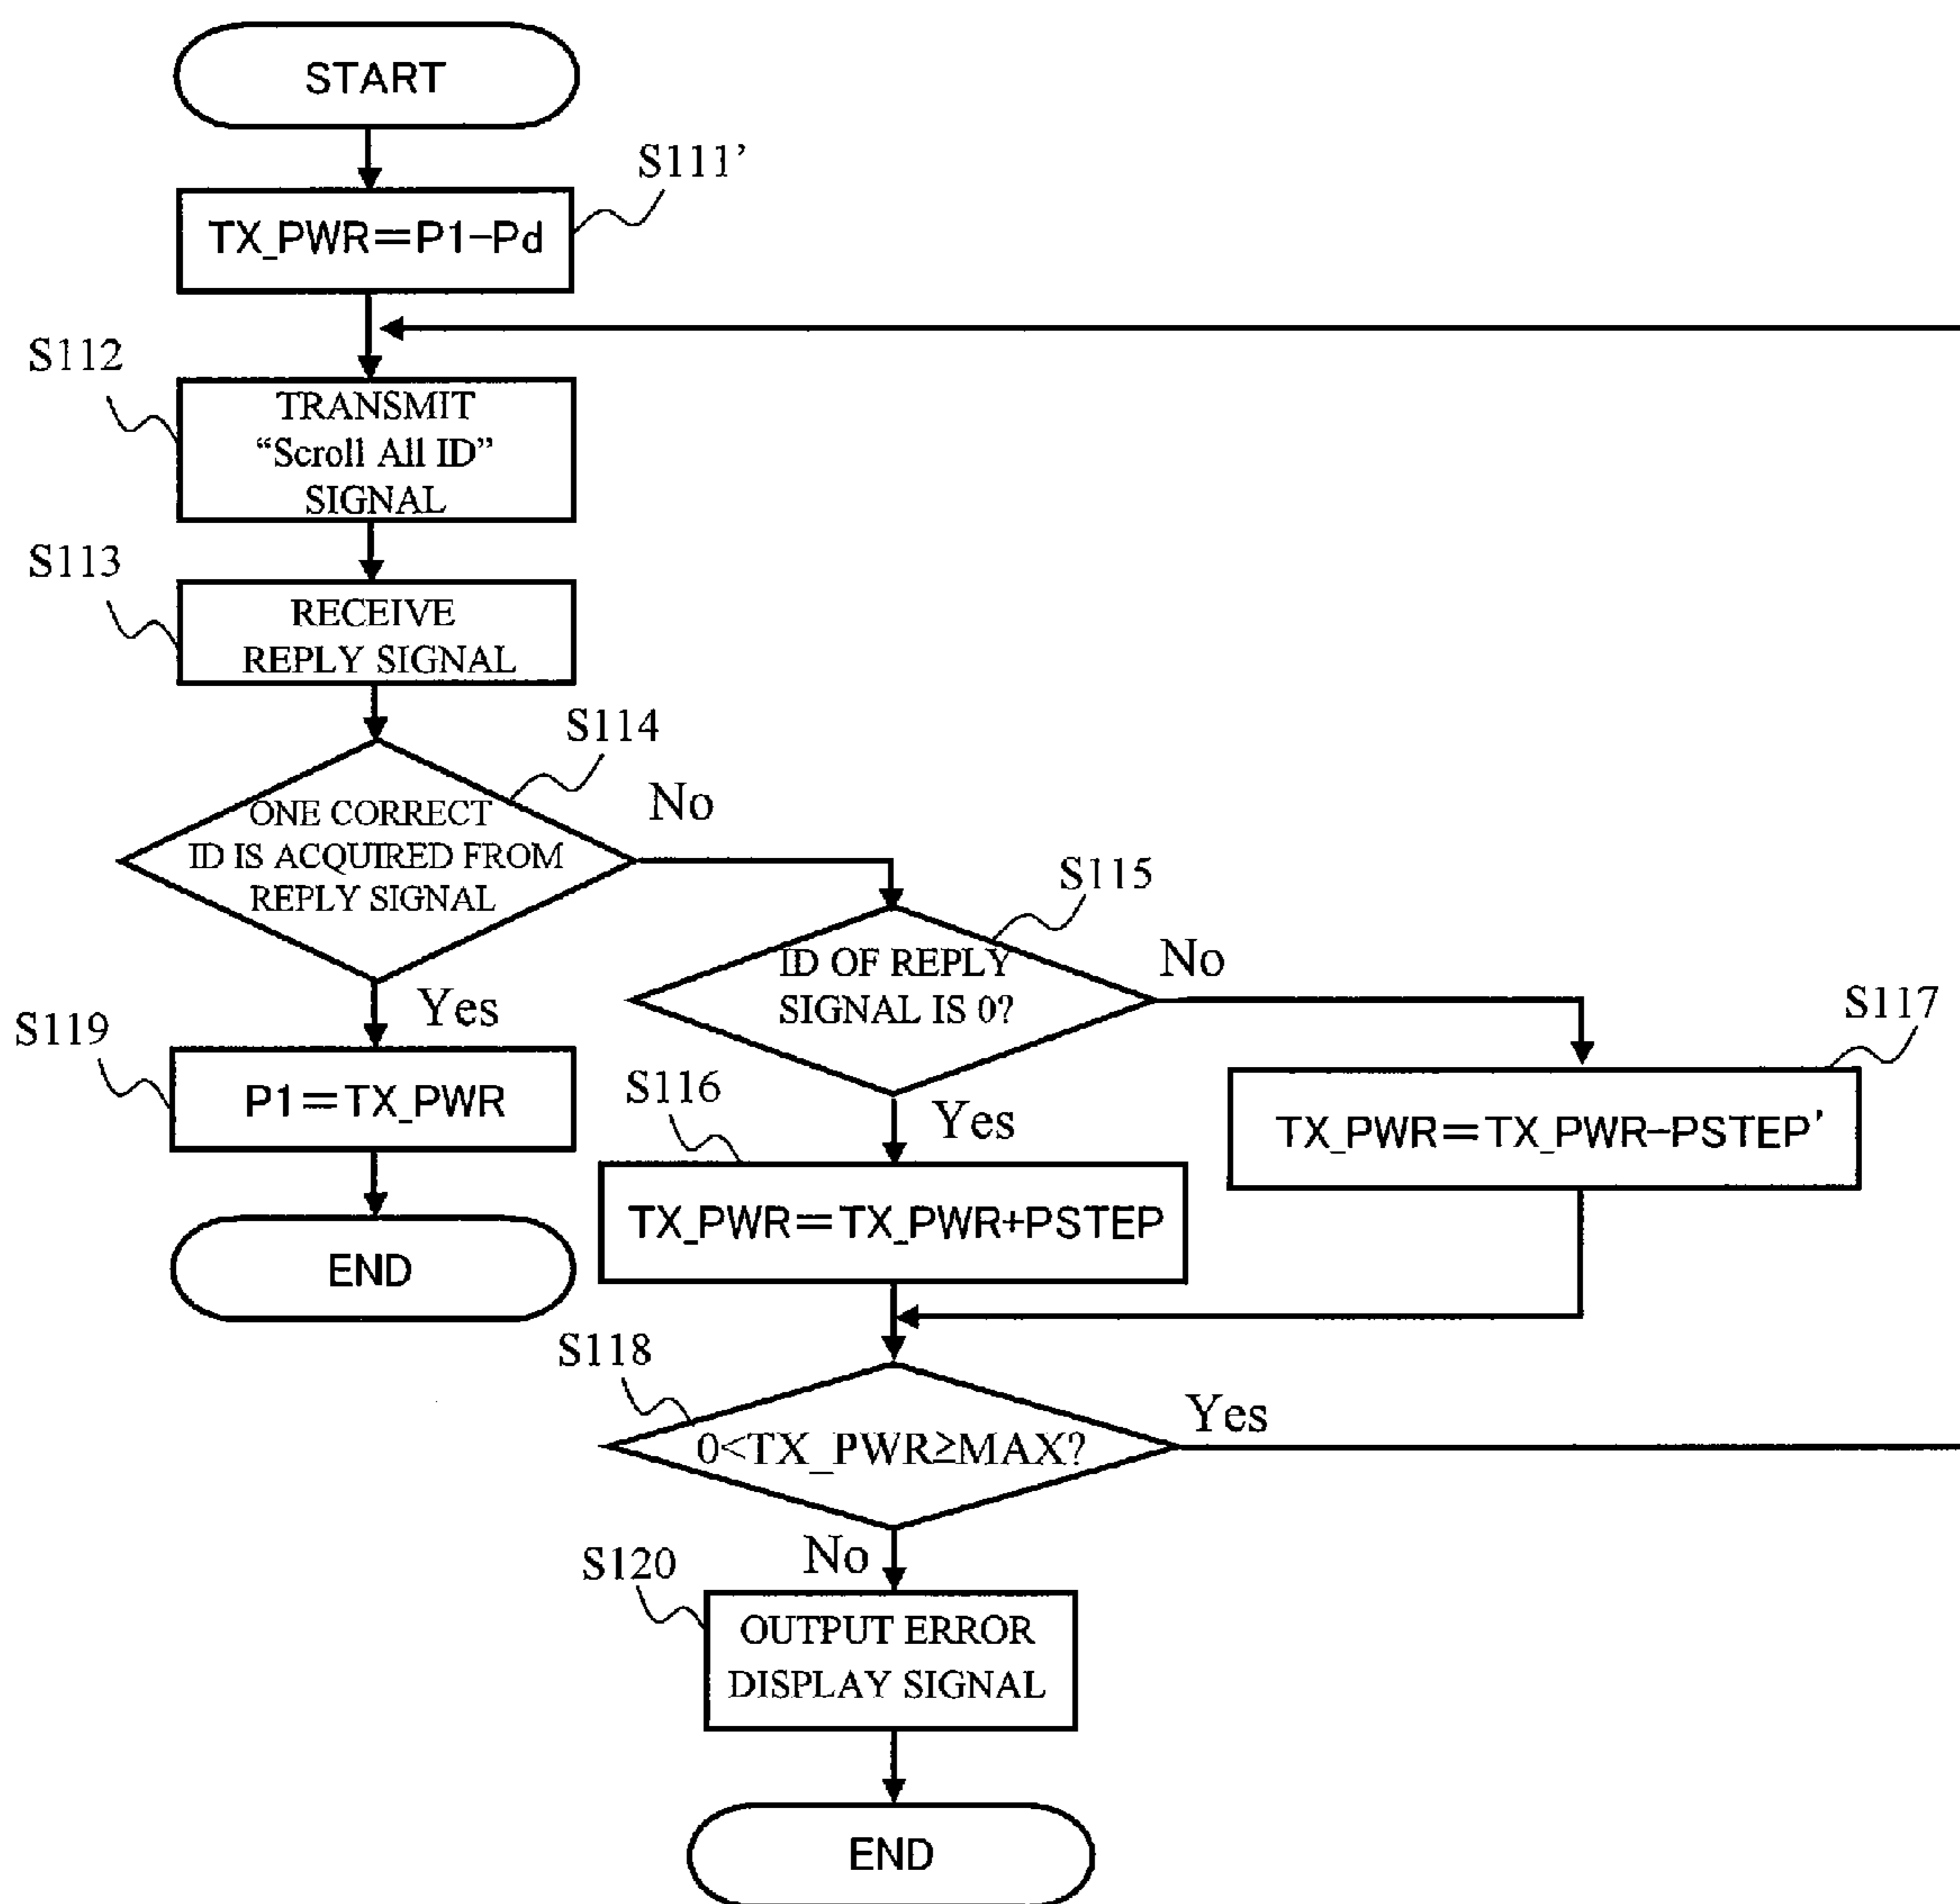 START
S111’
TX_PWR=P1-Pd
S112
TRANSMIT
“Scroll All ID”
SIGNAL
S113
RECEIVE
REPLY SIGNAL
S114
ONE CORRECT
ID IS ACQUIRED FROM
REPLY SIGNAL
No
Yes
S115
ID OF REPLY
SIGNAL IS 0?
No
Yes
S119
P1=TX_PWR
END
S116
TX_PWR=TX_PWR+PSTEP
S117
TX_PWR=TX_PWR-PSTEP'
S118
0<TX_PWR≥MAX?
Yes
No
S120
OUTPUT ERROR
DISPLAY SIGNAL
END